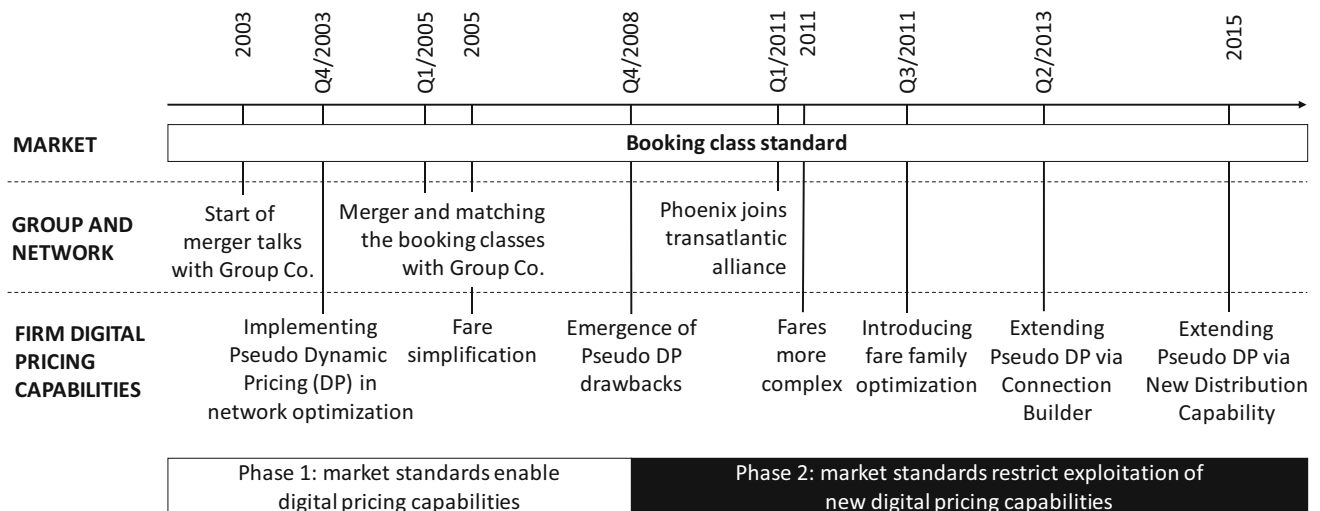 2003
Q4/2003
Q1/2005
2005
Q4/2008
Q1/2011
2011
Q3/2011
Q2/2013
2015
MARKET
Booking class standard
GROUP AND
NETWORK
Start of
merger talks
with Group Co.
Merger and matching
the booking classes
with Group Co.
Phoenix joins
transatlantic
alliance
FIRM DIGITAL
PRICING
CAPABILITIES
Implementing
Pseudo Dynamic
Pricing (DP) in
network optimization
Fare
simplification
Emergence of
Pseudo DP
drawbacks
Fares
more
complex
Introducing
fare family
optimization
Extending
Pseudo DP via
Connection
Builder
Extending
Pseudo DP via
New Distribution
Capability
Phase 1: market standards enable
digital pricing capabilities
Phase 2: market standards restrict exploitation of
new digital pricing capabilities